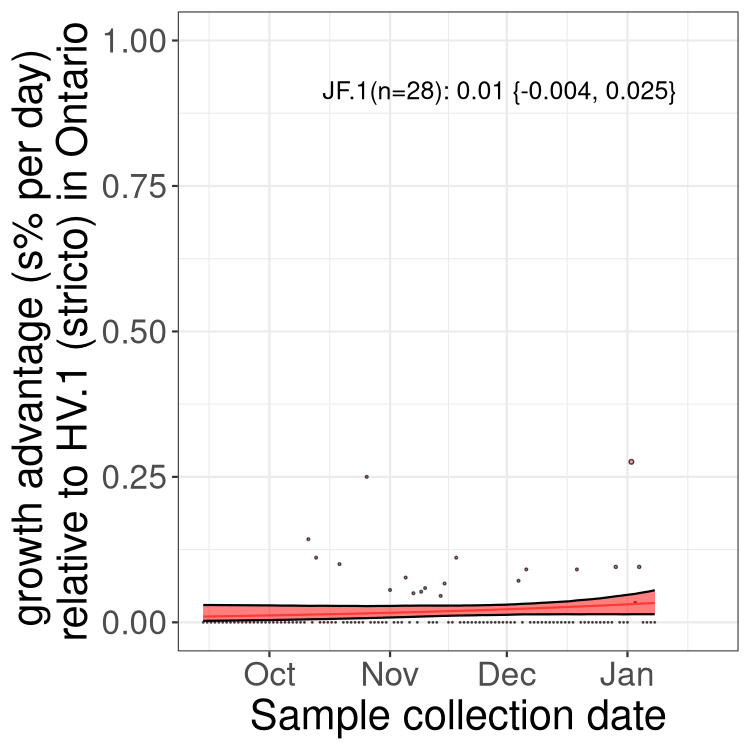 growth advantage (s% per day)
relative to HV.1 (stricto) in Ontario
1.00
JF.1(n=28): 0.01 {-0.004, 0.025}
0.75
0.50
0.25
0.00
Oct Nov Dec Jan
Sample collection date